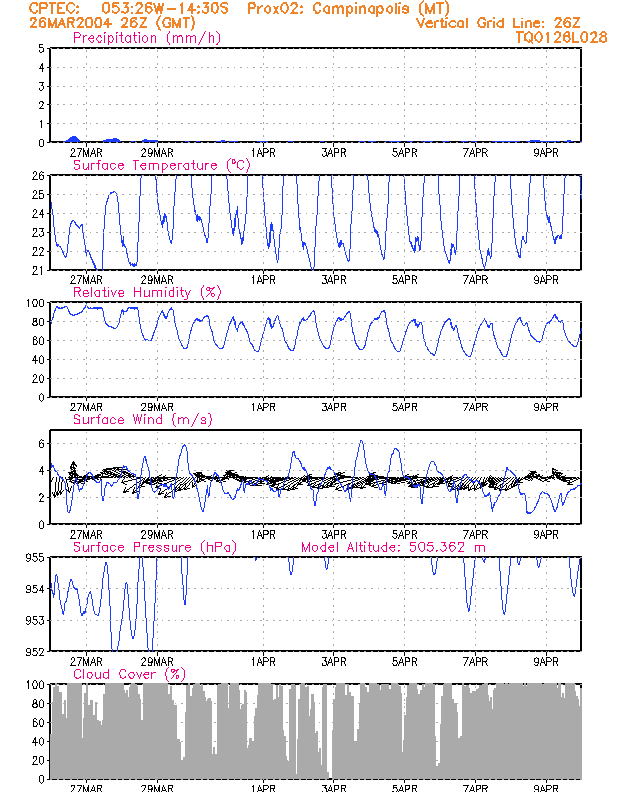 CPTEC: 053:26W-14:30S Prox02: Campinapolis (MT)
26MAR2004 26Z (GMT) Vertical Grid Line: 26Z
Precipitation (mm/h) TQ0126L028
5
4
3
2
1
0
27MAR 29MAR 1APR 3APR 5APR 7APR 9APR
Surface Temperature (°C)
26
25
24
23
22
21
27MAR 29MAR 1APR 3APR 5APR 7APR 9APR
Relative Humidity (%)
100
80
60
40
20
0
27MAR 29MAR 1APR 3APR 5APR 7APR 9APR
Surface Wind (m/s)
6
4
2
0
27MAR 29MAR 1APR 3APR 5APR 7APR 9APR
Surface Pressure (hPa) Model Altitude: 505.362 m
955
954
953
952
27MAR 29MAR 1APR 3APR 5APR 7APR 9APR
Cloud Cover (%)
100
80
60
40
20
0
27MAR 29MAR 1APR 3APR 5APR 7APR 9APR